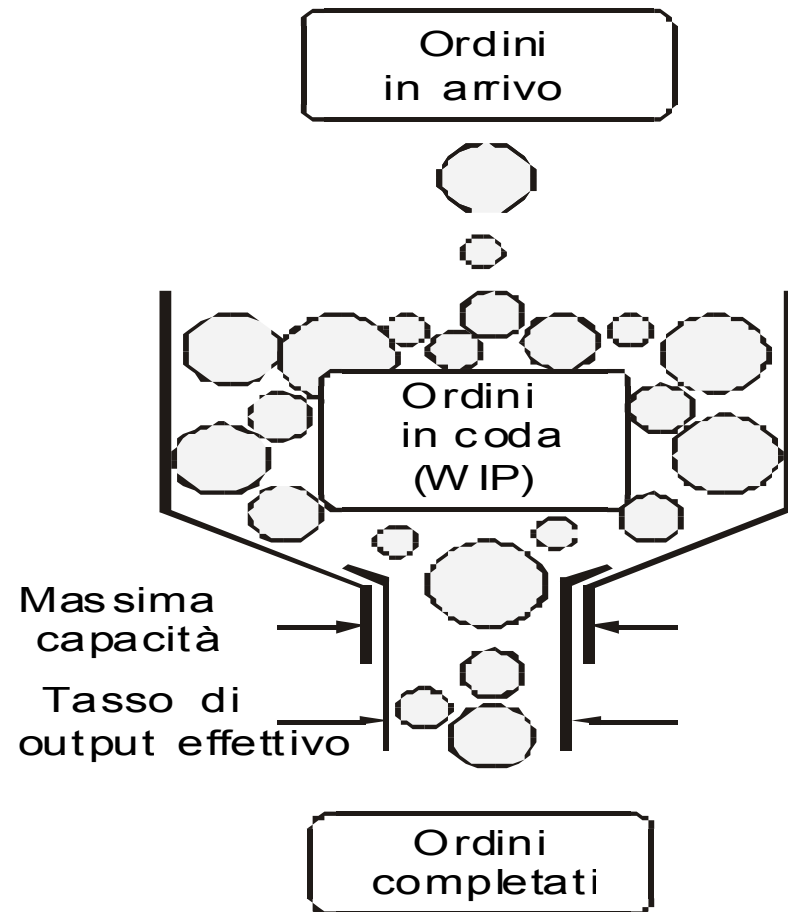 Ordini
in arrivo
Ordini
in coda
(WIP)
Massima
capacità
Tasso di
output effettivo
Ordini
completati